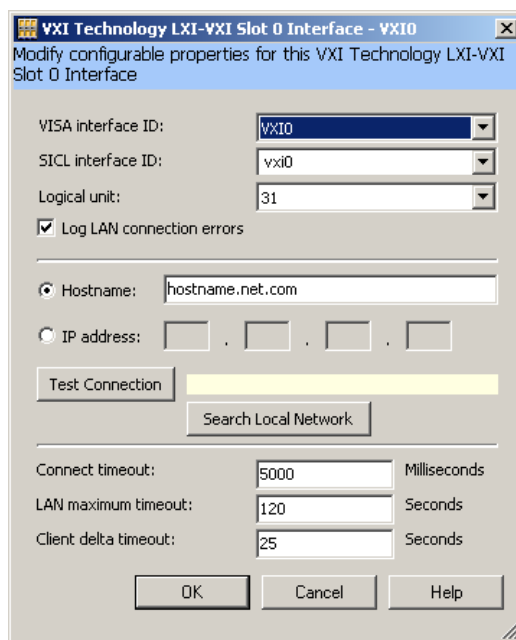 VXI Technology LXI-VXI Slot 0 Interface - VXI0
Modify configurable properties for this VXI Technology LXI-VXI
Slot 0 Interface
VISA interface ID: VXI0
SICL interface ID: vxi0
Logical unit: 31
Log LAN connection errors
Hostname: hostname.net.com
IP address: . . .
Test Connection
Search Local Network
Connect timeout: 5000 Milliseconds
LAN maximum timeout: 120 Seconds
Client delta timeout: 25 Seconds
OK Cancel Help